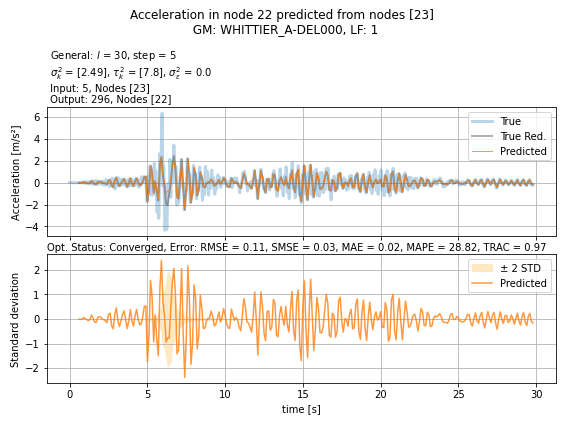 Acceleration in node 22 predicted from nodes [23]
GM: WHITTIER_A-DEL000, LF: 1
General: l = 30, step = 5
σ²ₖ = [2.49], τ²ₖ = [7.8], σ²ε = 0.0
Input: 5, Nodes [23]
Output: 296, Nodes [22]
Acceleration [m/s²]
6
4
2
0
−2
−4
True
True Red.
Predicted
Opt. Status: Converged, Error: RMSE = 0.11, SMSE = 0.03, MAE = 0.02, MAPE = 28.82, TRAC = 0.97
Standard deviation
2
1
0
−1
−2
± 2 STD
Predicted
0 5 10 15 20 25 30
time [s]